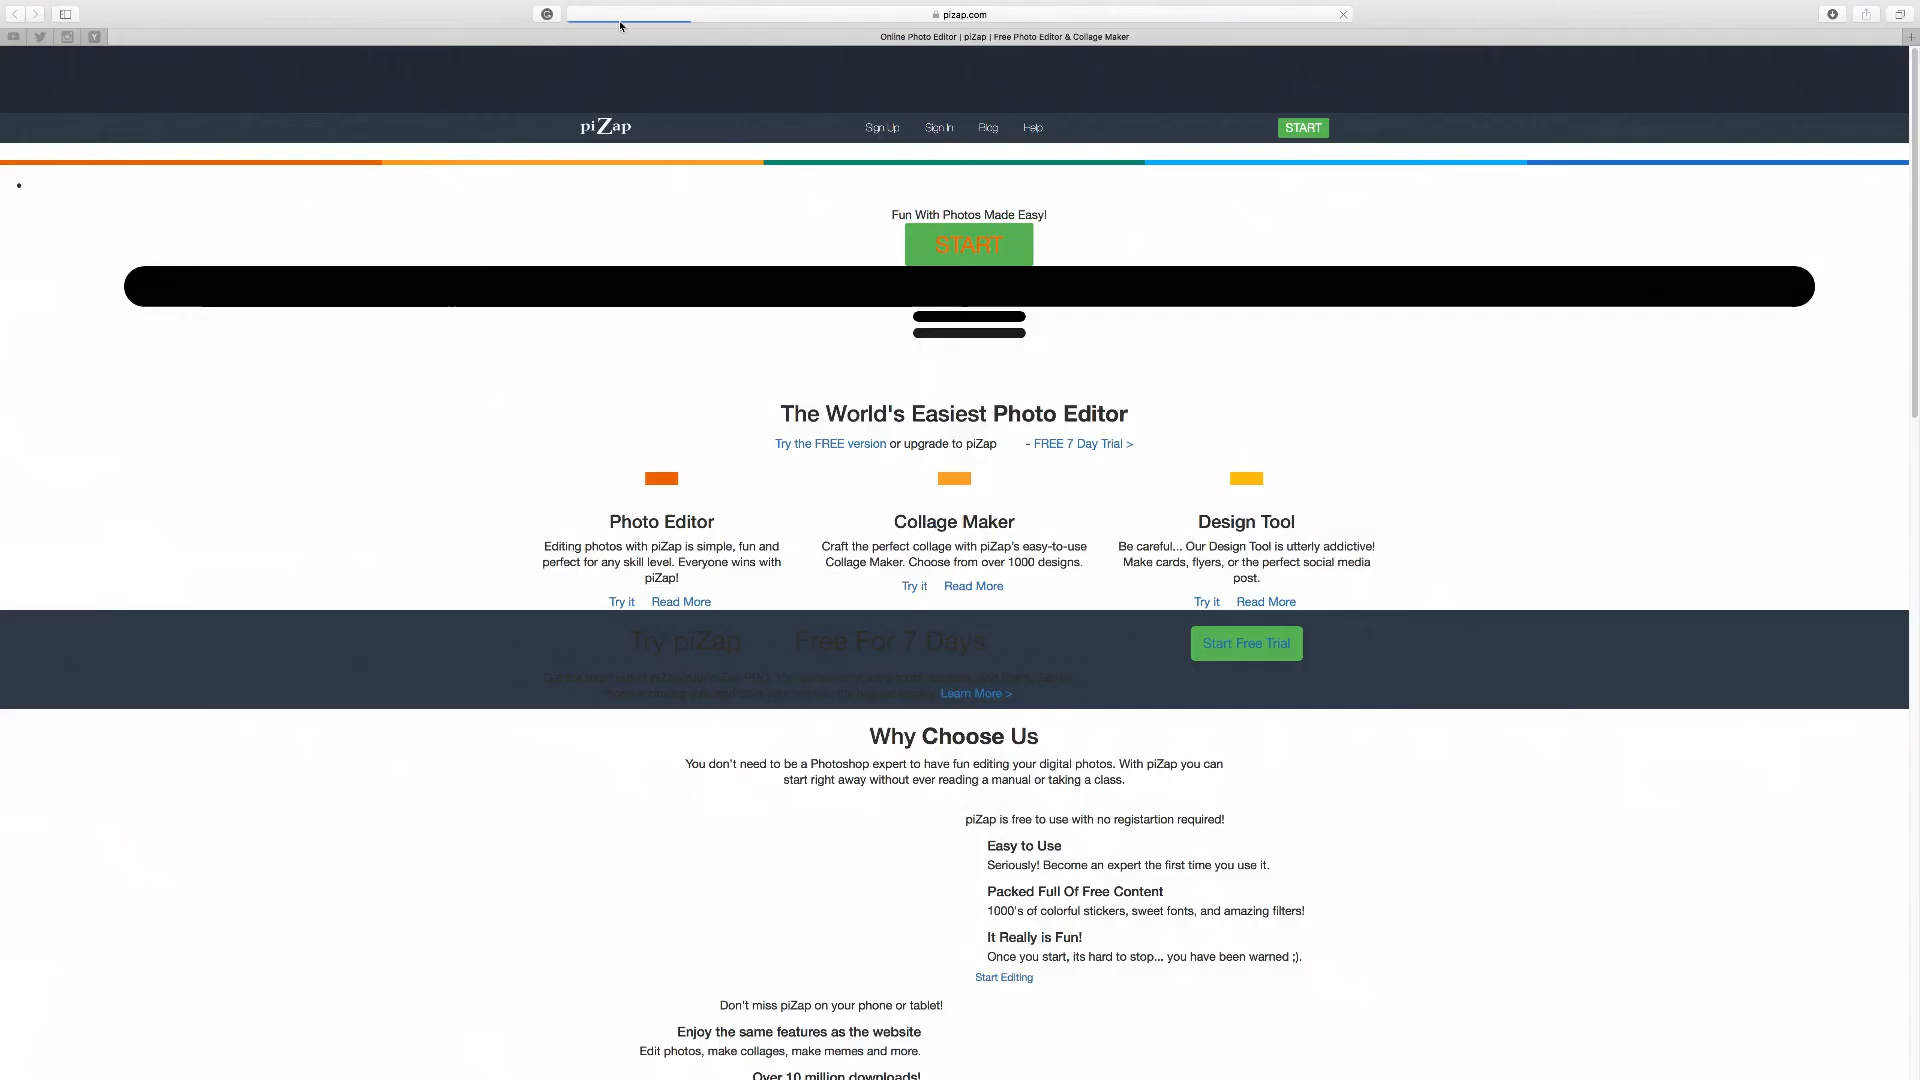 pizap.com
Online Photo Editor | piZap | Free Photo Editor & Collage Maker
piZap
Sign Up
Sign In
Blog
Help
START
Fun With Photos Made Easy!
START
The World's Easiest Photo Editor
Try the FREE version or upgrade to piZap - FREE 7 Day Trial >
Photo Editor
Editing photos with piZap is simple, fun and
perfect for any skill level. Everyone wins with
piZap!
Try it Read More
Collage Maker
Craft the perfect collage with piZap's easy-to-use
Collage Maker. Choose from over 1000 designs.
Try it Read More
Design Tool
Be careful... Our Design Tool is utterly addictive!
Make cards, flyers, or the perfect social media
post.
Try it Read More
Try piZap Free For 7 Days
Learn More >
Start Free Trial
Why Choose Us
You don't need to be a Photoshop expert to have fun editing your digital photos. With piZap you can
start right away without ever reading a manual or taking a class.
piZap is free to use with no registartion required!
Easy to Use
Seriously! Become an expert the first time you use it.
Packed Full Of Free Content
1000's of colorful stickers, sweet fonts, and amazing filters!
It Really is Fun!
Once you start, its hard to stop... you have been warned ;).
Start Editing
Don't miss piZap on your phone or tablet!
Enjoy the same features as the website
Edit photos, make collages, make memes and more.
Over 10 million downloads!